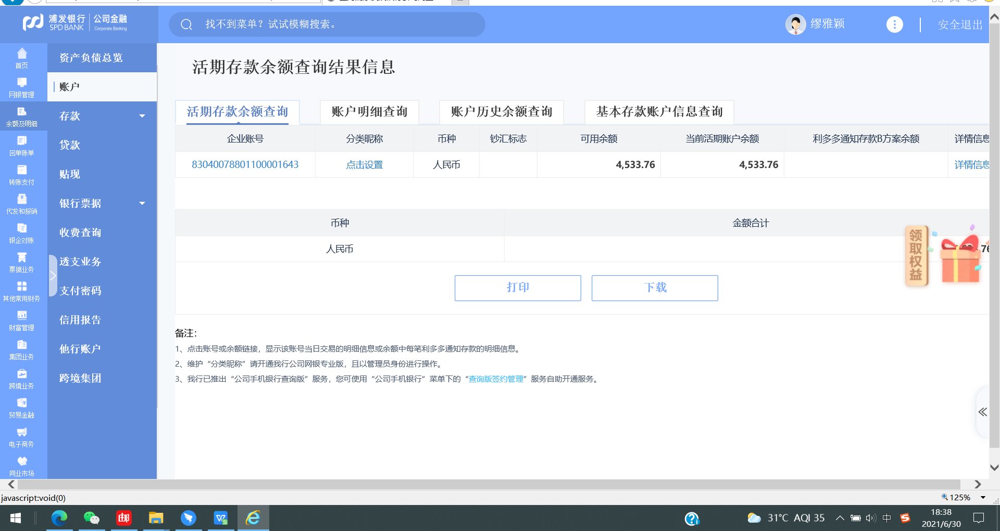 浦发银行 公司金融
SPD BANK Corporate Banking
找不到菜单？试试模糊搜索。
缪雅颖
安全退出
首页
网银管理
余额及明细
回单账单
转账支付
代发和报销
银企对账
票据业务
其他常用财务
财富管理
集团业务
跨境业务
贸易金融
电子商务
同业市场
资产负债总览
账户
存款
贷款
贴现
银行票据
收费查询
透支业务
支付密码
信用报告
他行账户
跨境集团
活期存款余额查询结果信息
活期存款余额查询 账户明细查询 账户历史余额查询 基本存款账户信息查询
企业账号 分类昵称 币种 钞汇标志 可用余额 当前活期账户余额 利多多通知存款B方案余额 详情信息
83040078801100001643 点击设置 人民币 4,533.76 4,533.76 详情信息
币种 金额合计
人民币
领取权益
打印 下载
备注：
1、点击账号或余额链接，显示该账号当日交易的明细信息或余额中每笔利多多通知存款的明细信息。
2、维护“分类昵称”请开通我行公司网银专业版，且以管理员身份进行操作。
3、我行已推出“公司手机银行查询版”服务，您可使用“公司手机银行”菜单下的“查询版签约管理”服务自助开通服务。
javascript:void(0)
125%
邮
31°C AQI 35
中
18:38
2021/6/30